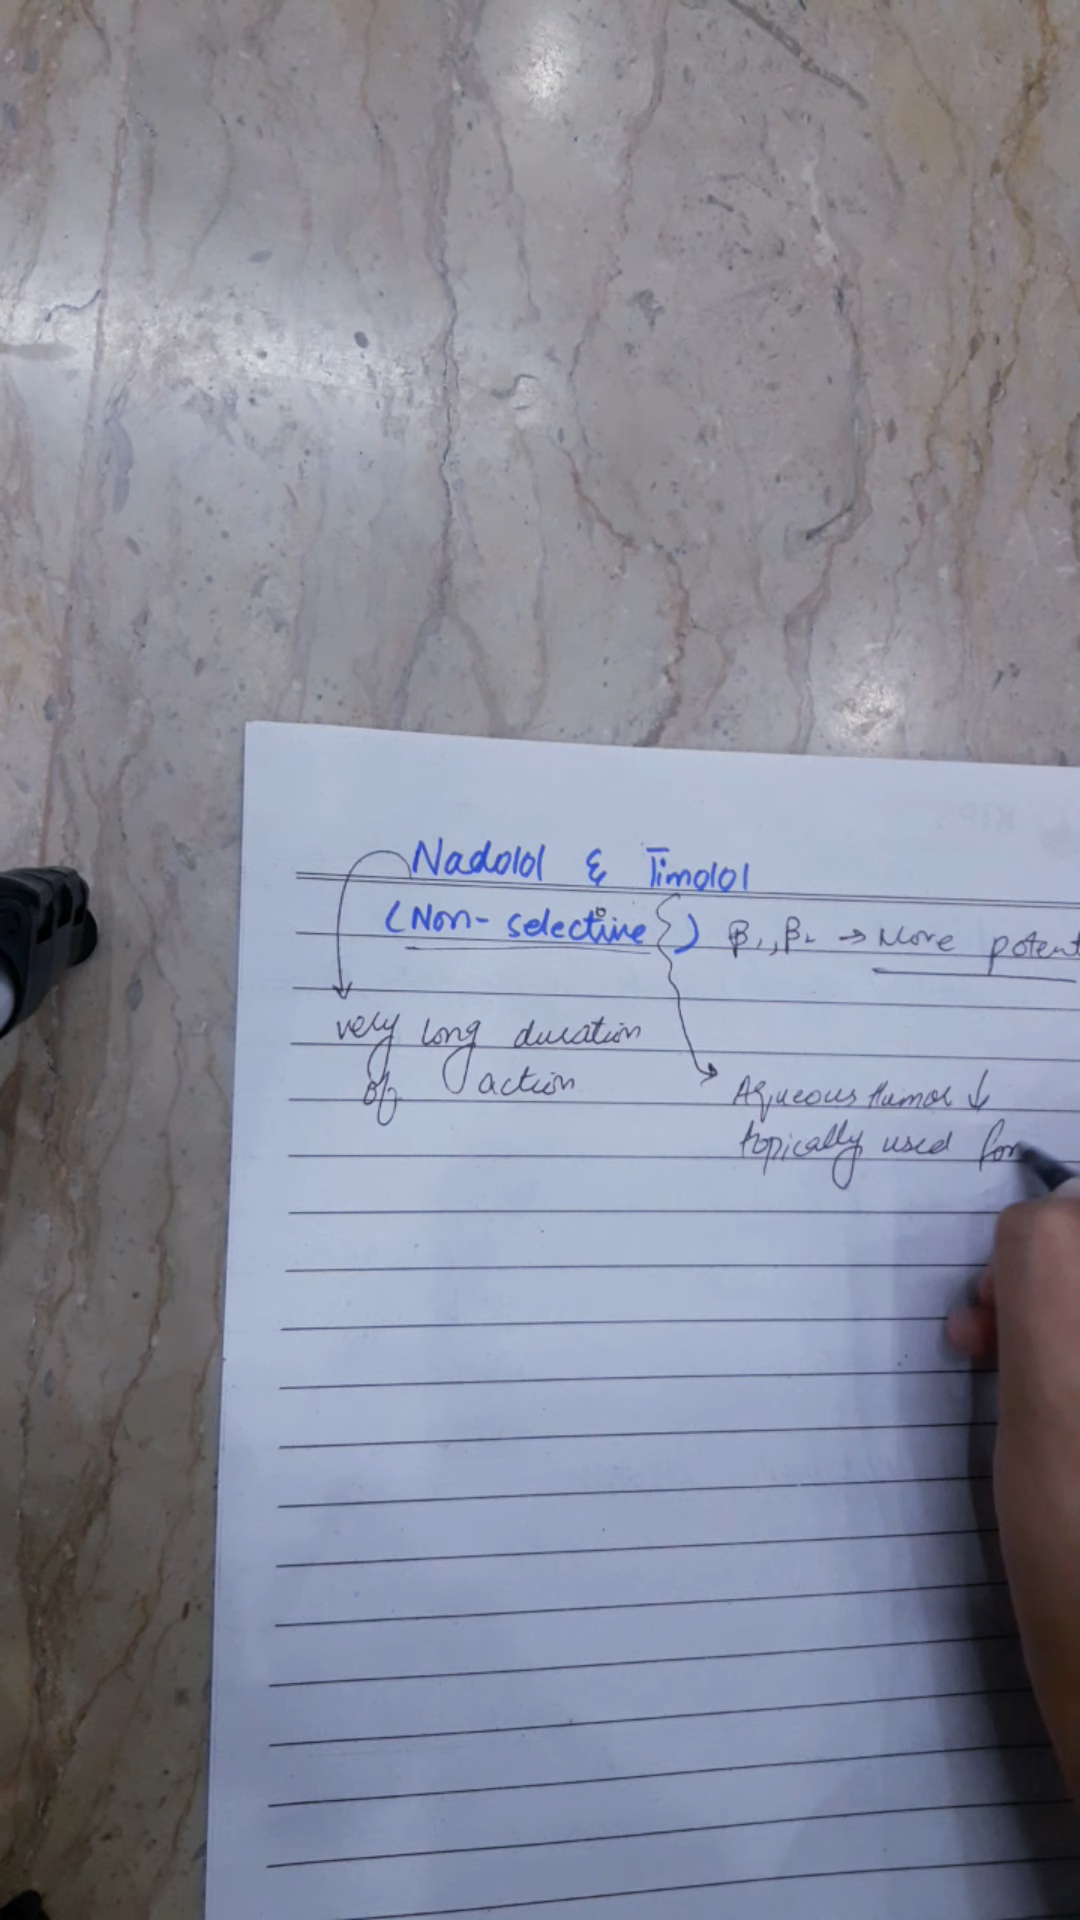 Nadolol & Timolol
(Non-selective) β1, β2 → More potent
very long duration
of action
Aqueous Humor ↓
topically used for